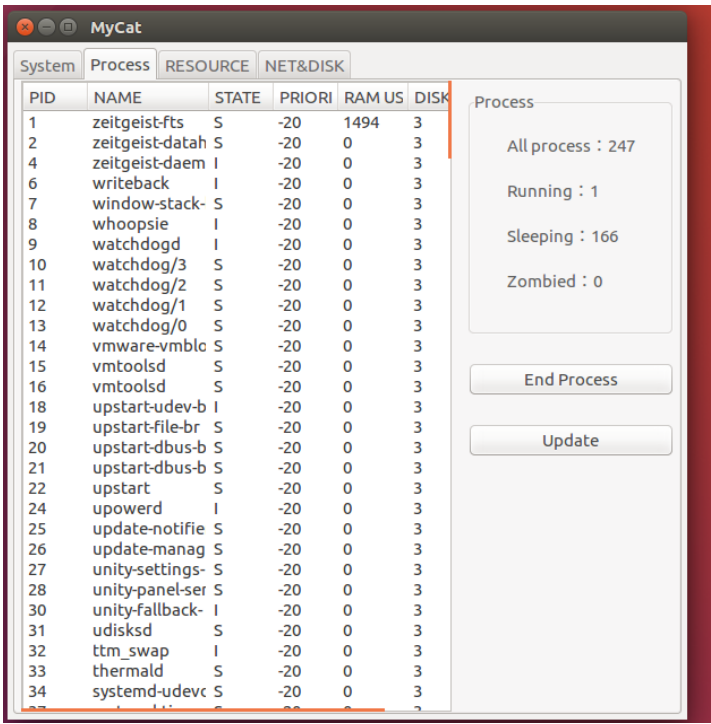 MyCat
System Process RESOURCE NET&DISK
PID NAME STATE PRIORI RAM US DISK
1 zeitgeist-fts S -20 1494 3
2 zeitgeist-datah S -20 0 3
4 zeitgeist-daem I -20 0 3
6 writeback I -20 0 3
7 window-stack- S -20 0 3
8 whoopsie I -20 0 3
9 watchdogd I -20 0 3
10 watchdog/3 S -20 0 3
11 watchdog/2 S -20 0 3
12 watchdog/1 S -20 0 3
13 watchdog/0 S -20 0 3
14 vmware-vmblo S -20 0 3
15 vmtoolsd S -20 0 3
16 vmtoolsd S -20 0 3
18 upstart-udev-b I -20 0 3
19 upstart-file-br S -20 0 3
20 upstart-dbus-b S -20 0 3
21 upstart-dbus-b S -20 0 3
22 upstart S -20 0 3
24 upowerd I -20 0 3
25 update-notifie S -20 0 3
26 update-manag S -20 0 3
27 unity-settings- S -20 0 3
28 unity-panel-ser S -20 0 3
30 unity-fallback- I -20 0 3
31 udisksd S -20 0 3
32 ttm_swap I -20 0 3
33 thermald S -20 0 3
34 systemd-udevd S -20 0 3
Process
All process：247
Running：1
Sleeping：166
Zombied：0
End Process
Update